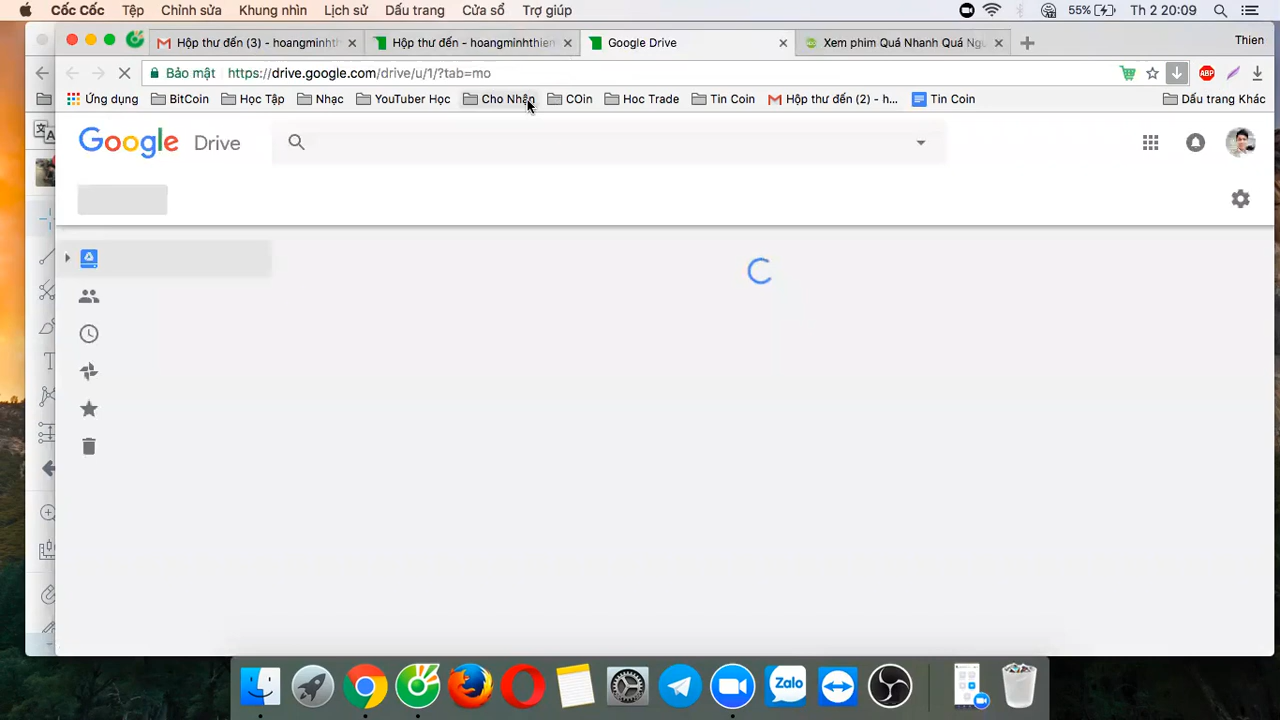 Cốc Cốc Tệp Chỉnh sửa Khung nhìn Lịch sử Dấu trang Cửa sổ Trợ giúp 55% Th 2 20:09
Hộp thư đến (3) - hoangminhth Hộp thư đến - hoangminhthien Google Drive Xem phim Quá Nhanh Quá Ngu Thien
Bảo mật https://drive.google.com/drive/u/1/?tab=mo ABP
Ứng dụng BitCoin Học Tập Nhạc YouTuber Học Cho Nhận COin Hoc Trade Tin Coin Hộp thư đến (2) - h... Tin Coin Dấu trang Khác
Google Drive
Zalo